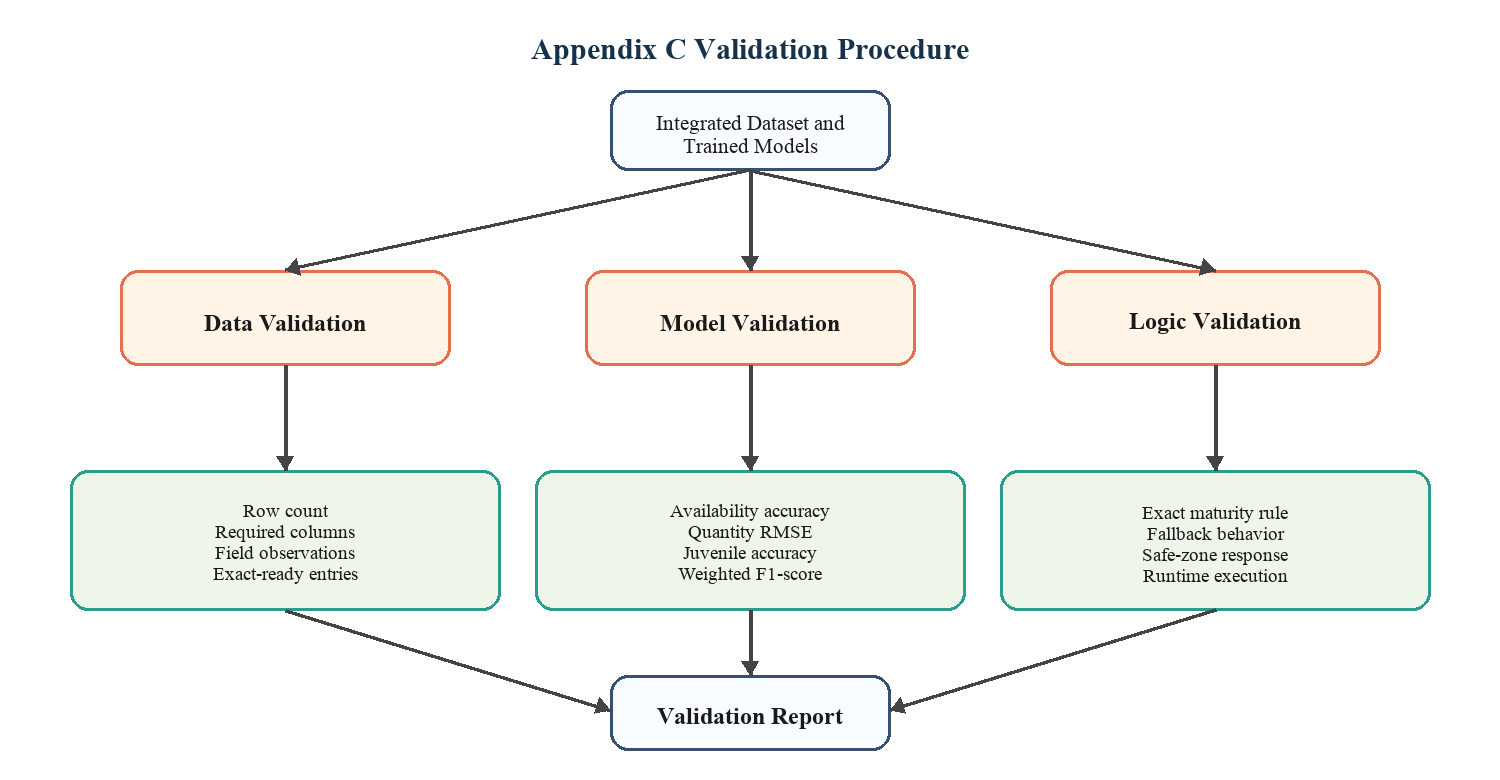 Appendix C Validation Procedure
Integrated Dataset and
Trained Models
Data Validation
Model Validation
Logic Validation
Row count
Required columns
Field observations
Exact-ready entries
Availability accuracy
Quantity RMSE
Juvenile accuracy
Weighted F1-score
Exact maturity rule
Fallback behavior
Safe-zone response
Runtime execution
Validation Report